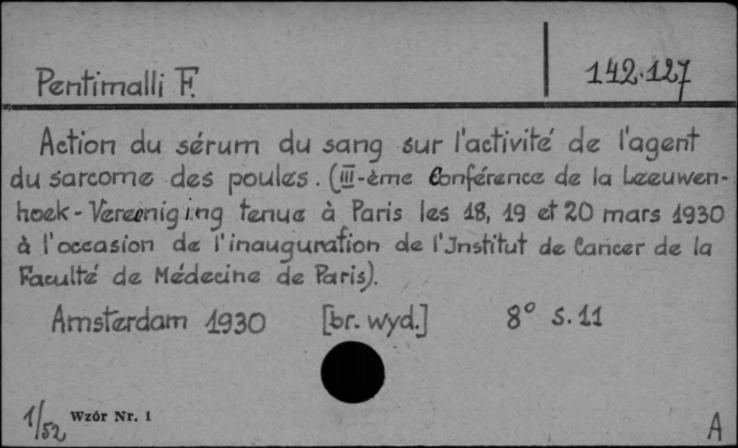 Pentimalli F.
142.127
Action du sérum du sang sur l'activité de l'agent
du sarcome des poules. (III-ème Conférence de la Leeuwen-
hoek-Vereeniging tenue à Paris les 18, 19 et 20 mars 1930
à l'occasion de l'inauguration de l'Institut de Cancer de la
Faculté de Médecine de Paris).
Amsterdam 1930 [br. wyd.] 8° S. 11
1/52 Wzór Nr. 1
A